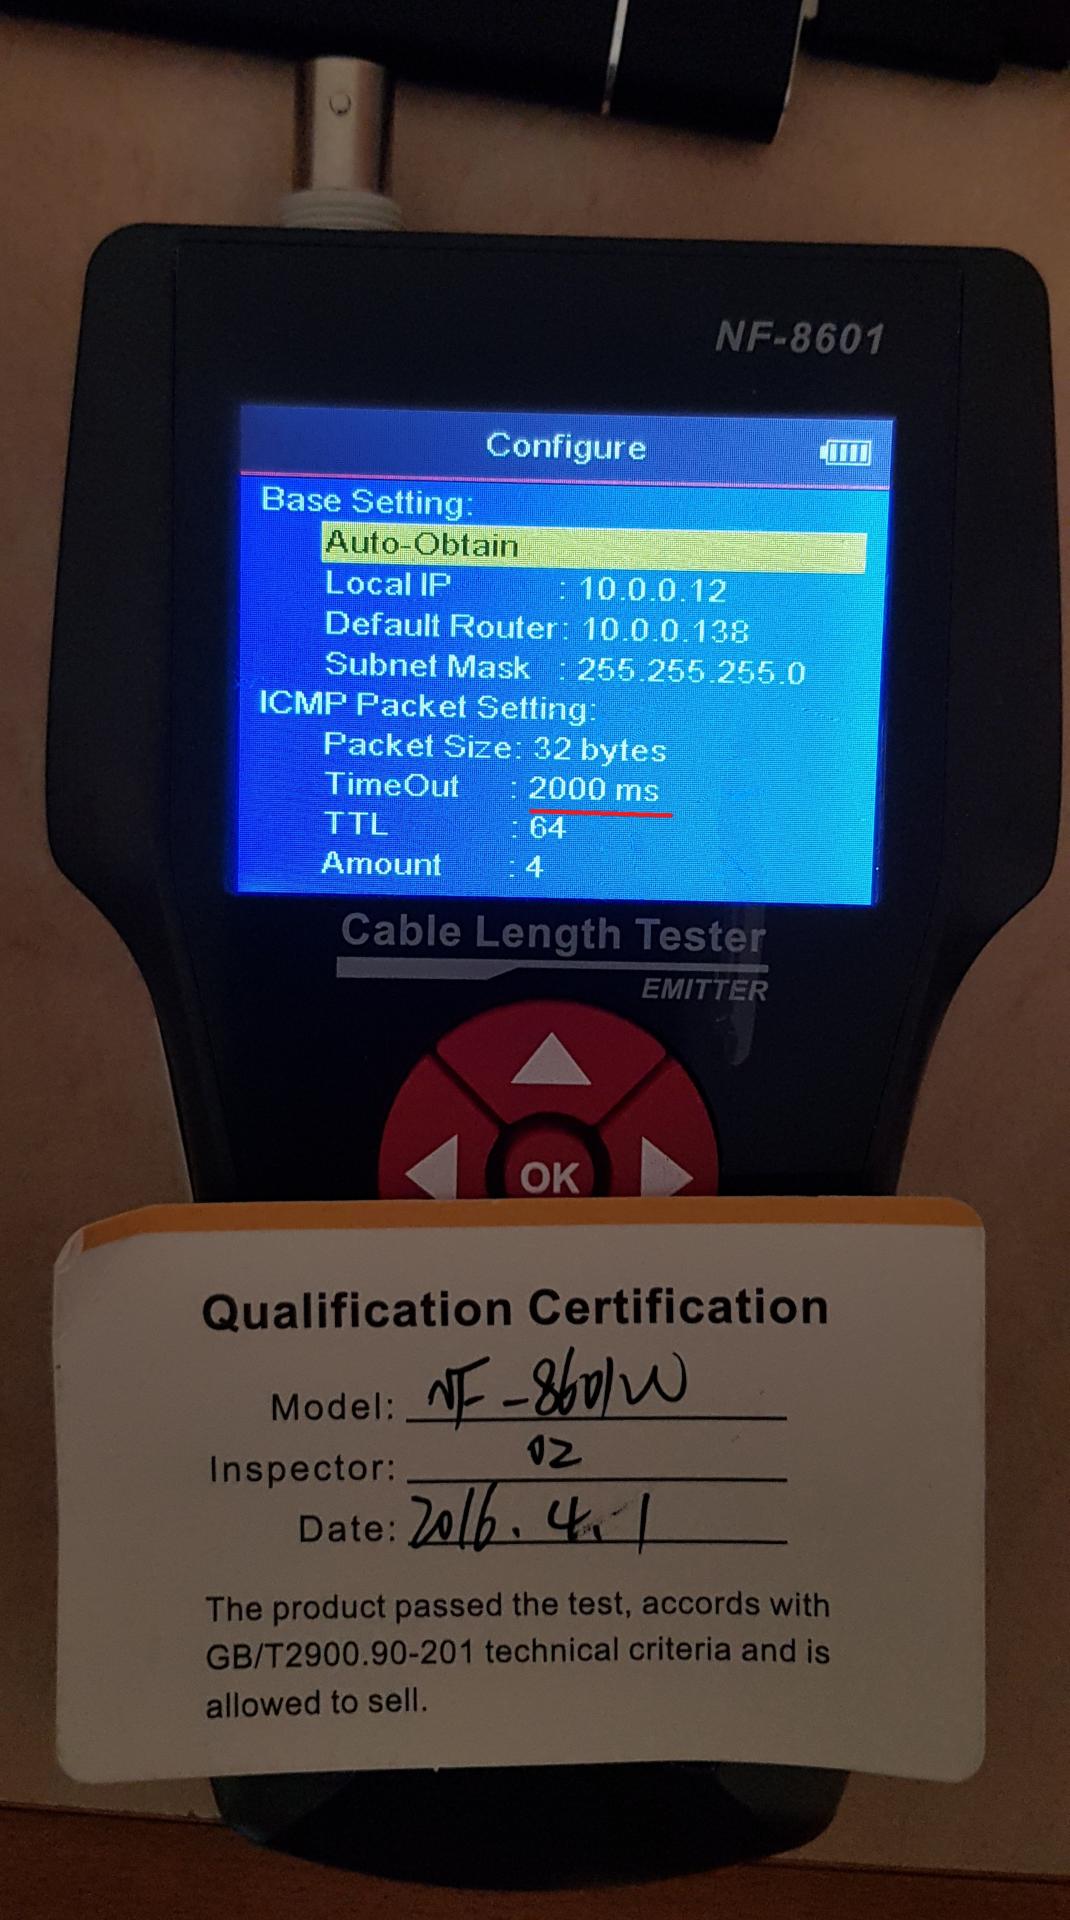 NF-8601
Configure
Base Setting:
Auto-Obtain
Local IP : 10.0.0.12
Default Router: 10.0.0.138
Subnet Mask : 255.255.255.0
ICMP Packet Setting:
Packet Size: 32 bytes
TimeOut : 2000 ms
TTL : 64
Amount : 4
Cable Length Tester
EMITTER
OK
Qualification Certification
Model: NF-8601W
Inspector: 02
Date: 2016.4.1
The product passed the test, accords with
GB/T2900.90-201 technical criteria and is
allowed to sell.